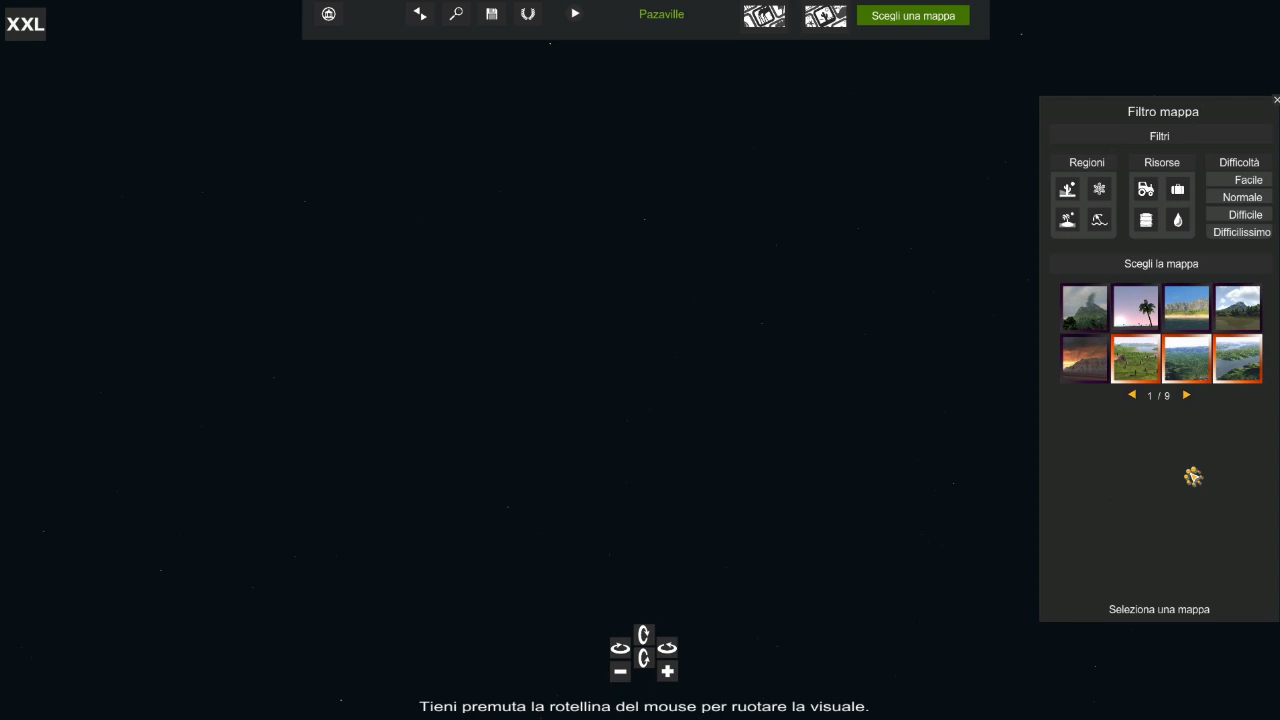 XXL
Pazaville
Scegli una mappa
Filtro mappa
Filtri
Regioni
Risorse
Difficoltà
Facile
Normale
Difficile
Difficilissimo
Scegli la mappa
1 / 9
Seleziona una mappa
Tieni premuta la rotellina del mouse per ruotare la visuale.